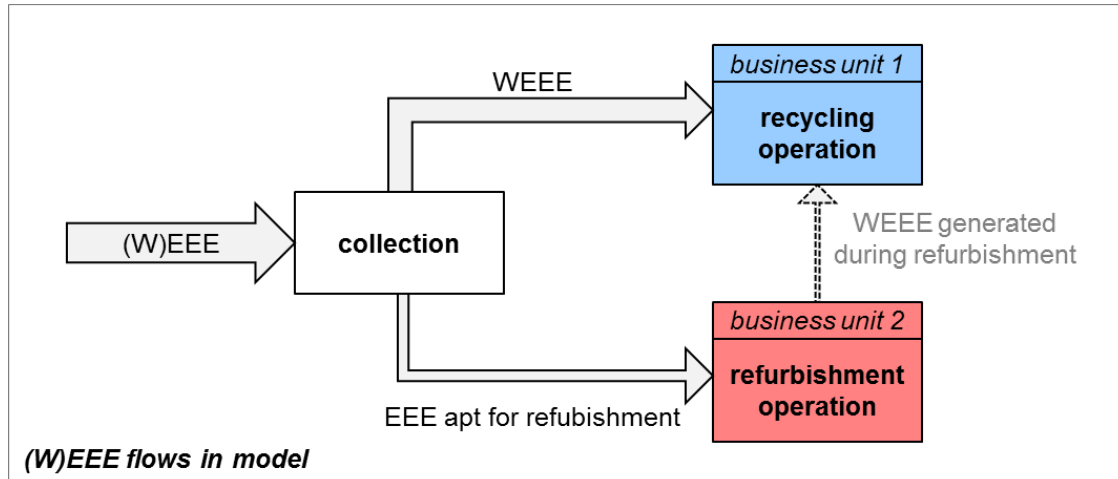 WEEE
business unit 1
recycling
operation
(W)EEE
collection
WEEE generated
during refurbishment
business unit 2
refurbishment
operation
EEE apt for refubishment
(W)EEE flows in model